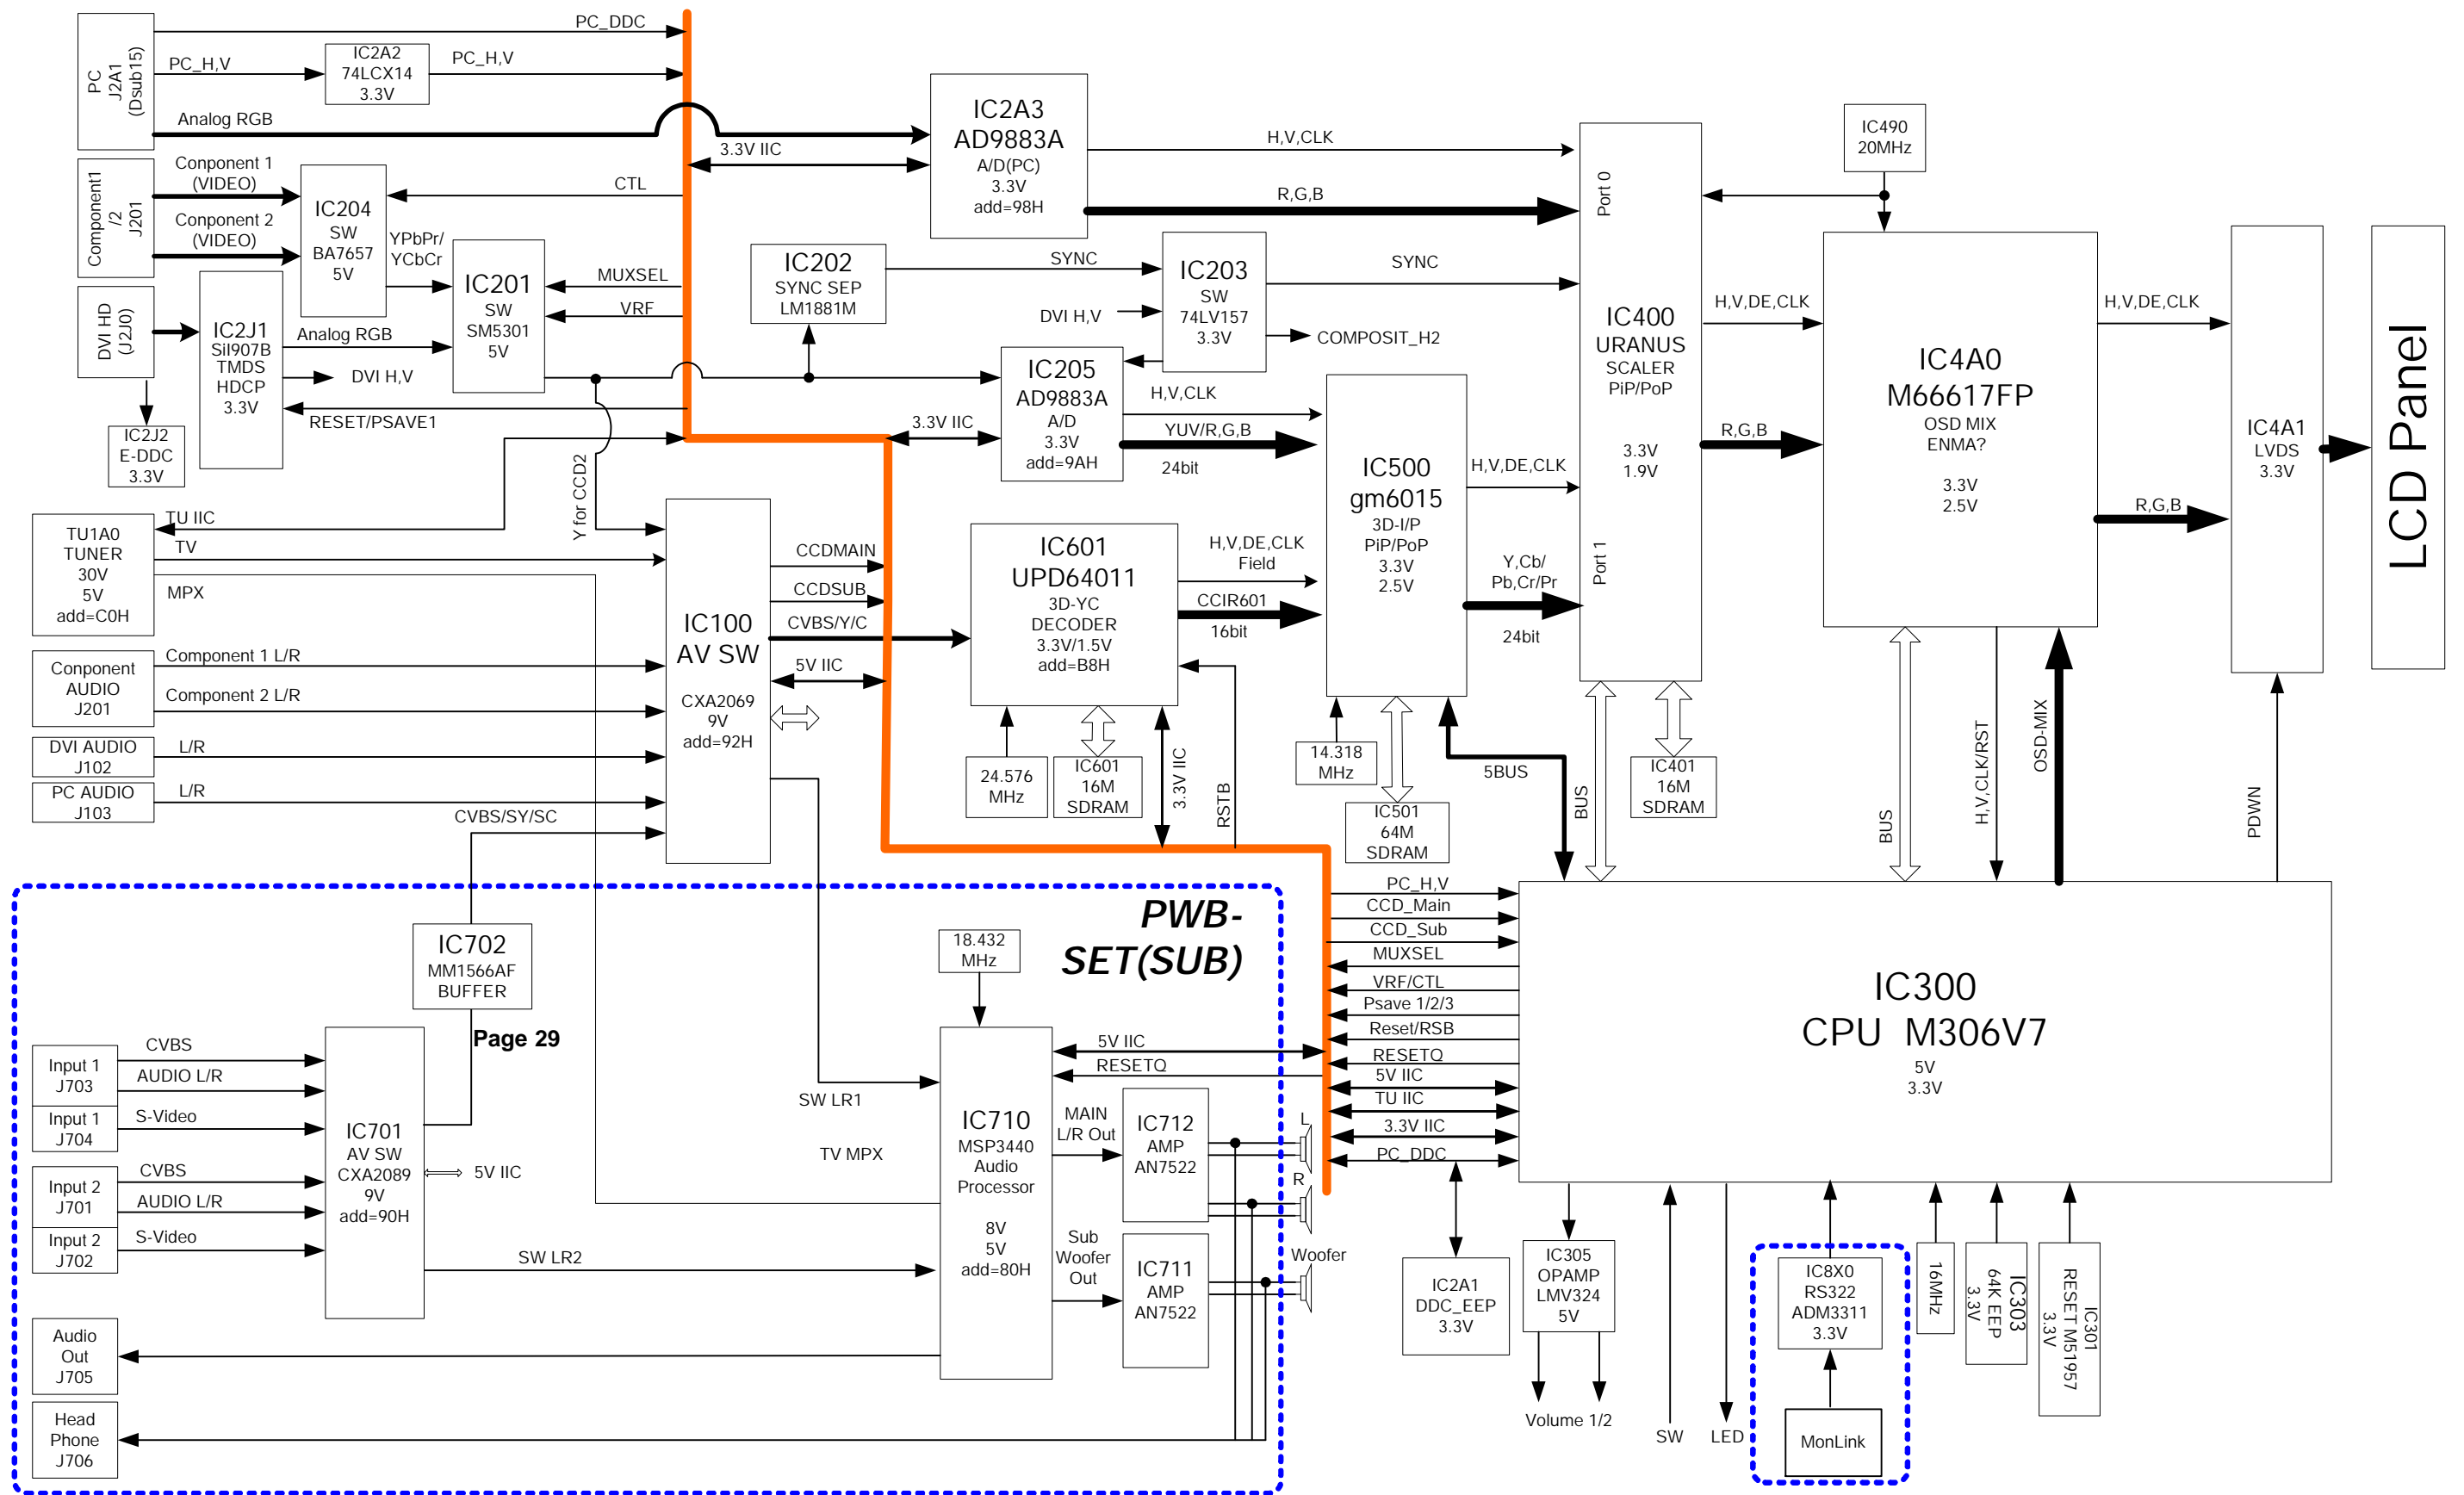 PC_DDC
PC
J2A1
(Dsub15)
PC_H,V
IC2A2
74LCX14
3.3V
PC_H,V
Analog RGB
IC2A3
AD9883A
A/D(PC)
3.3V
add=98H
3.3V IIC
H,V,CLK
R,G,B
Port 0
IC490
20MHz
Component1
/2
J201
Conponent 1
(VIDEO)
Component 2
(VIDEO)
IC204
SW
BA7657
5V
CTL
YPbPr/
YCbCr
IC201
SW
SM5301
5V
MUXSEL
VRF
IC202
SYNC SEP
LM1881M
SYNC
IC203
SW
74LV157
3.3V
DVI H,V
SYNC
COMPOSIT_H2
DVI HD
(J2J0)
IC2J1
SiI907B
TMDS
HDCP
3.3V
Analog RGB
DVI H,V
RESET/PSAVE1
IC2J2
E-DDC
3.3V
IC205
AD9883A
A/D
3.3V
add=9AH
3.3V IIC
H,V,CLK
YUV/R,G,B
24bit
IC400
URANUS
SCALER
PiP/PoP
3.3V
1.9V
Port 1
H,V,DE,CLK
R,G,B
IC4A0
M66617FP
OSD MIX
ENMA?
3.3V
2.5V
H,V,DE,CLK
R,G,B
IC4A1
LVDS
3.3V
LCD Panel
IC500
gm6015
3D-I/P
PiP/PoP
3.3V
2.5V
H,V,DE,CLK
Y,Cb/
Pb,Cr/Pr
24bit
Y for CCD2
TU1A0
TUNER
30V
5V
add=C0H
TU IIC
TV
MPX
IC100
AV SW
CXA2069
9V
add=92H
CCDMAIN
CCDSUB
CVBS/Y/C
5V IIC
IC601
UPD64011
3D-YC
DECODER
3.3V/1.5V
add=B8H
H,V,DE,CLK
Field
CCIR601
16bit
Conponent
AUDIO
J201
Component 1 L/R
Component 2 L/R
DVI AUDIO
J102
L/R
PC AUDIO
J103
L/R
CVBS/SY/SC
24.576
MHz
IC601
16M
SDRAM
3.3V IIC
RSTB
14.318
MHz
IC501
64M
SDRAM
5BUS
BUS
IC401
16M
SDRAM
BUS
H,V,CLK/RST
OSD-MIX
PDWN
PWB-
SET(SUB)
IC702
MM1566AF
BUFFER
Page 29
18.432
MHz
PC_H,V
CCD_Main
CCD_Sub
MUXSEL
VRF/CTL
Psave 1/2/3
Reset/RSB
RESETQ
5V IIC
TU IIC
3.3V IIC
PC_DDC
IC300
CPU M306V7
5V
3.3V
Input 1
J703
CVBS
AUDIO L/R
Input 1
J704
S-Video
Input 2
J701
CVBS
AUDIO L/R
Input 2
J702
S-Video
IC701
AV SW
CXA2089
9V
add=90H
5V IIC
SW LR1
TV MPX
SW LR2
IC710
MSP3440
Audio
Processor
8V
5V
add=80H
5V IIC
RESETQ
MAIN
L/R Out
IC712
AMP
AN7522
L
R
Sub
Woofer
Out
IC711
AMP
AN7522
Woofer
Audio
Out
J705
Head
Phone
J706
IC2A1
DDC_EEP
3.3V
IC305
OPAMP
LMV324
5V
Volume 1/2
SW
LED
IC8X0
RS322
ADM3311
3.3V
MonLink
16MHz
IC303
64K EEP
3.3V
IC301
RESET M51957
3.3V